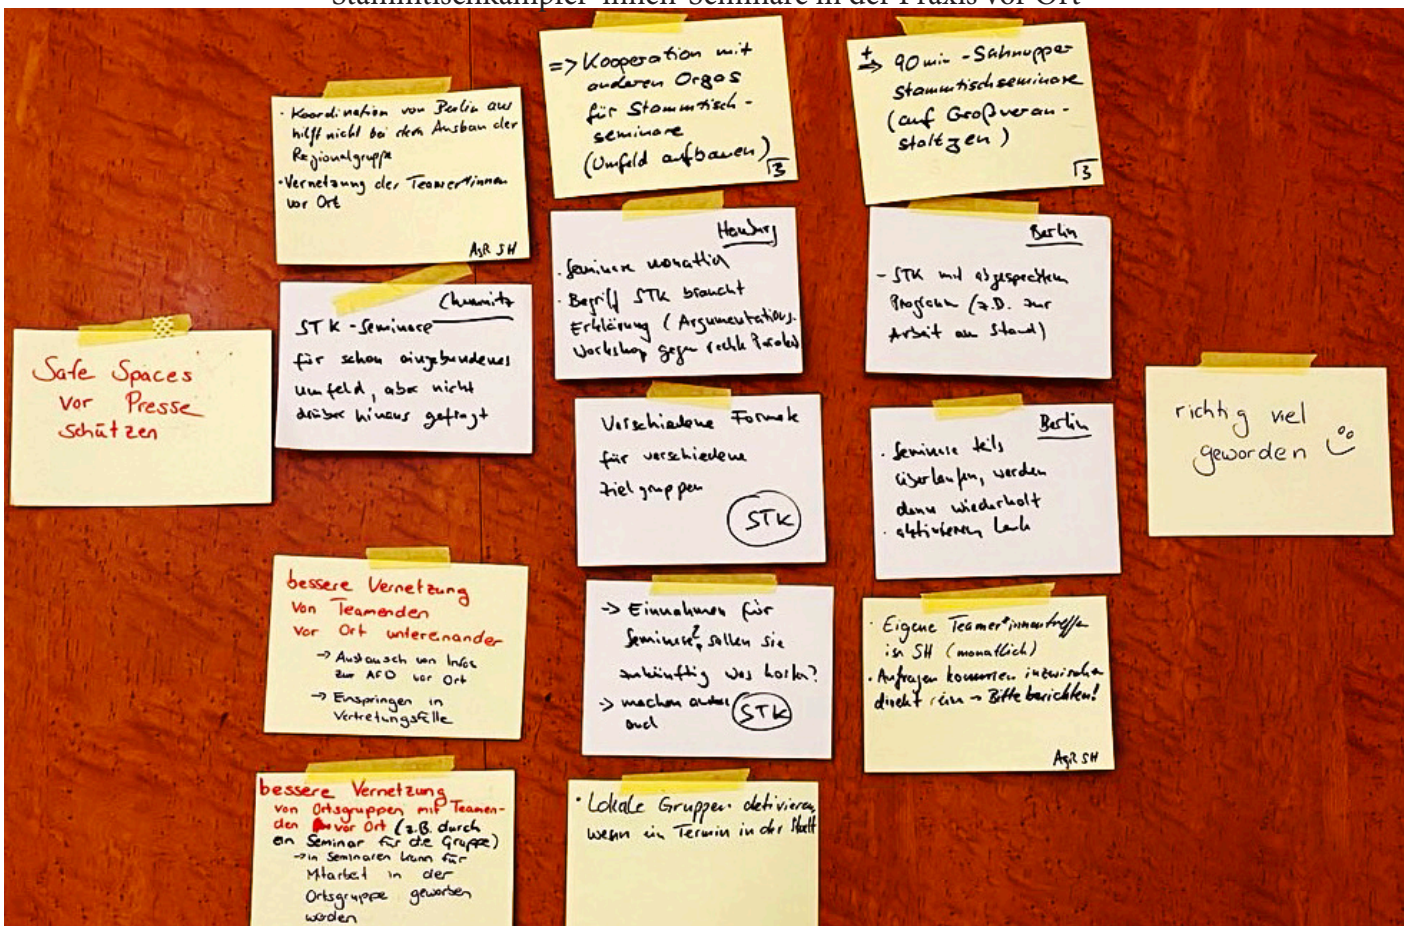 Stammtischkämpfer*innen-Seminare in der Praxis vor Ort
· Koordination von Berlin aus
hilft nicht bei dem Ausbau der
Regionalgruppe
· Vernetzung der Teamer*innen
vor Ort
AgR SH
=> Kooperation mit
anderen Orgas
für Stammtisch-
seminare
(Umfeld aufbauen)
13
+
=> 90 min - Schnupper
Stammtischseminare
(auf Großveran-
staltgen)
13
Safe Spaces
vor Presse
schützen
Chemnitz
STK-Seminare
für schon eingebundenes
Umfeld, aber nicht
drüber hinaus gefragt
Hamburg
· Seminare monatlich
· Begriff STK braucht
Erklärung (Argumentations-
workshop gegen rechte Parolen)
Berlin
- STK mit abgespecktem
Programm (z.B. zur
Arbeit am Stand)
Verschiedene Formate
für verschiedene
Zielgruppen
STK
Berlin
· Seminare teils
überlaufen, werden
dann wiederholt
· aktivieren Leute
richtig viel
geworden
bessere Vernetzung
von Teamenden
vor Ort untereinander
-> Austausch von Infos
zur AfD vor Ort
-> Einspringen in
Vertretungsfälle
-> Einnahmen für
Seminare? sollen sie
zukünftig was kosten?
-> machen andere
auch
STK
· Eigene Teamer*innentreffen
in SH (monatlich)
· Anfragen kommen inzwischen
direkt rein -> Bitte berichten!
AgR SH
bessere Vernetzung
von Ortsgruppen mit Teamen-
den vor Ort (z.B. durch
ein Seminar für die Gruppe)
-> in Seminaren kann für
Mitarbeit in der
Ortsgruppe geworben
werden
· Lokale Gruppen aktivieren,
wenn ein Termin in der Stadt